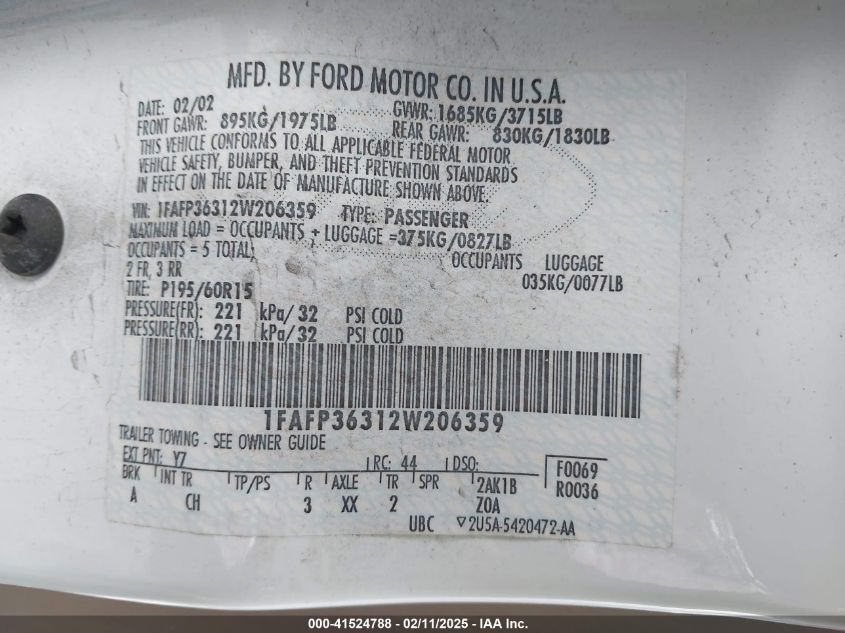 MFD. BY FORD MOTOR CO. IN U.S.A.
DATE: 02/02 GVWR: 1685KG/3715LB
FRONT GAWR: 895KG/1975LB REAR GAWR: 830KG/1830LB
THIS VEHICLE CONFORMS TO ALL APPLICABLE FEDERAL MOTOR
VEHICLE SAFETY, BUMPER, AND THEFT PREVENTION STANDARDS
IN EFFECT ON THE DATE OF MANUFACTURE SHOWN ABOVE.
VIN: 1FAFP36312W206359 TYPE: PASSENGER
MAXIMUM LOAD = OCCUPANTS + LUGGAGE =375KG/0827LB
OCCUPANTS = 5 TOTAL; OCCUPANTS LUGGAGE
2 FR, 3 RR 035KG/0077LB
TIRE: P195/60R15
PRESSURE(FR): 221 kPa/32 PSI COLD
PRESSURE(RR): 221 kPa/32 PSI COLD
1FAFP36312W206359
TRAILER TOWING - SEE OWNER GUIDE
EXT PNT: Y7 RC: 44 DSO: F0069
BRK INT TR TP/PS R AXLE TR SPR 2AK1B R0036
A CH 3 XX 2 Z0A
UBC ▽2U5A-5420472-AA
000-41524788 - 02/11/2025 - IAA Inc.